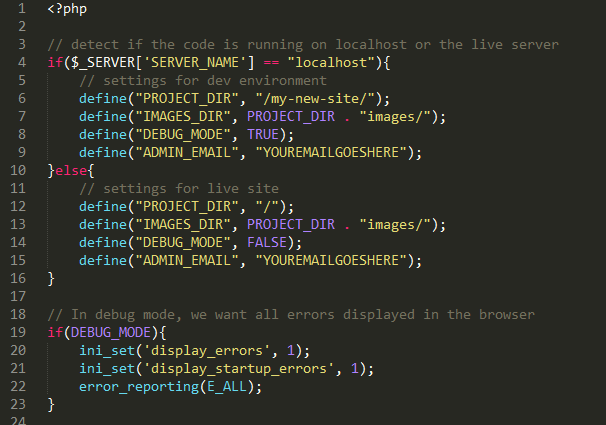 1 <?php
2
3 // detect if the code is running on localhost or the live server
4 if($_SERVER['SERVER_NAME'] == "localhost"){
5     // settings for dev environment
6     define("PROJECT_DIR", "/my-new-site/");
7     define("IMAGES_DIR", PROJECT_DIR . "images/");
8     define("DEBUG_MODE", TRUE);
9     define("ADMIN_EMAIL", "YOUREMAILGOESHERE");
10 }else{
11     // settings for live site
12     define("PROJECT_DIR", "/");
13     define("IMAGES_DIR", PROJECT_DIR . "images/");
14     define("DEBUG_MODE", FALSE);
15     define("ADMIN_EMAIL", "YOUREMAILGOESHERE");
16 }
17
18 // In debug mode, we want all errors displayed in the browser
19 if(DEBUG_MODE){
20     ini_set('display_errors', 1);
21     ini_set('display_startup_errors', 1);
22     error_reporting(E_ALL);
23 }
24